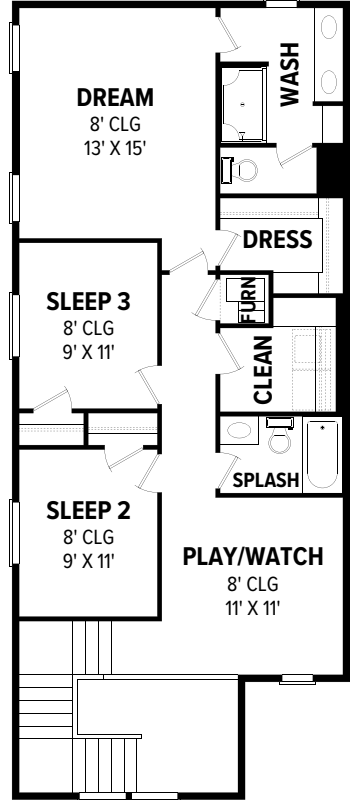 WASH
DREAM
8' CLG
13' X 15'
DRESS
FURN
SLEEP 3
8' CLG
9' X 11'
CLEAN
SPLASH
SLEEP 2
8' CLG
9' X 11'
PLAY/WATCH
8' CLG
11' X 11'